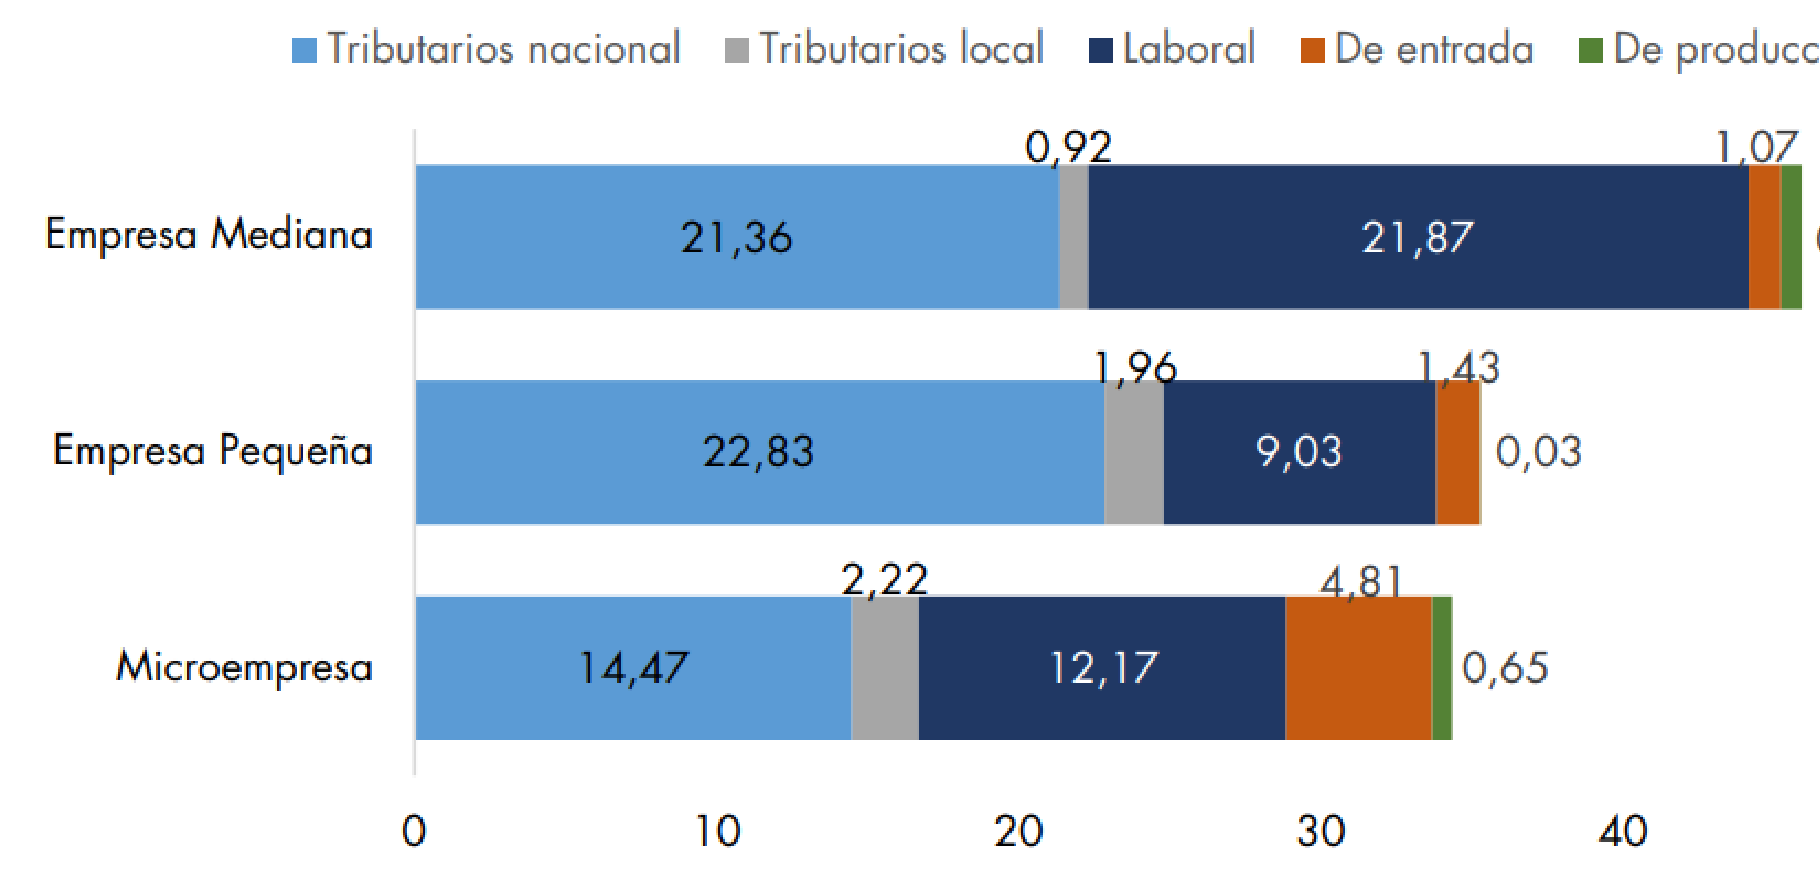 Tributarios nacional Tributarios local Laboral De entrada De
0,92 1,07
Empresa Mediana 21,36 21,87
1,96 1,43
Empresa Pequeña 22,83 9,03 0,03
2,22 4,81
Microempresa 14,47 12,17 0,65
0 10 20 30 40